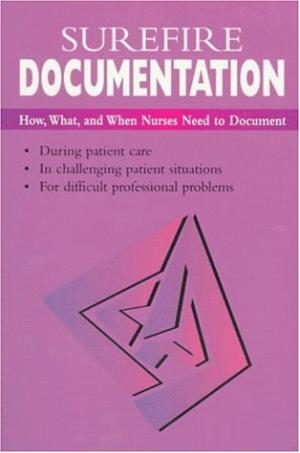 SUREFIRE
DOCUMENTATION
How, What, and When Nurses Need to Document
• During patient care
• In challenging patient situations
• For difficult professional problems